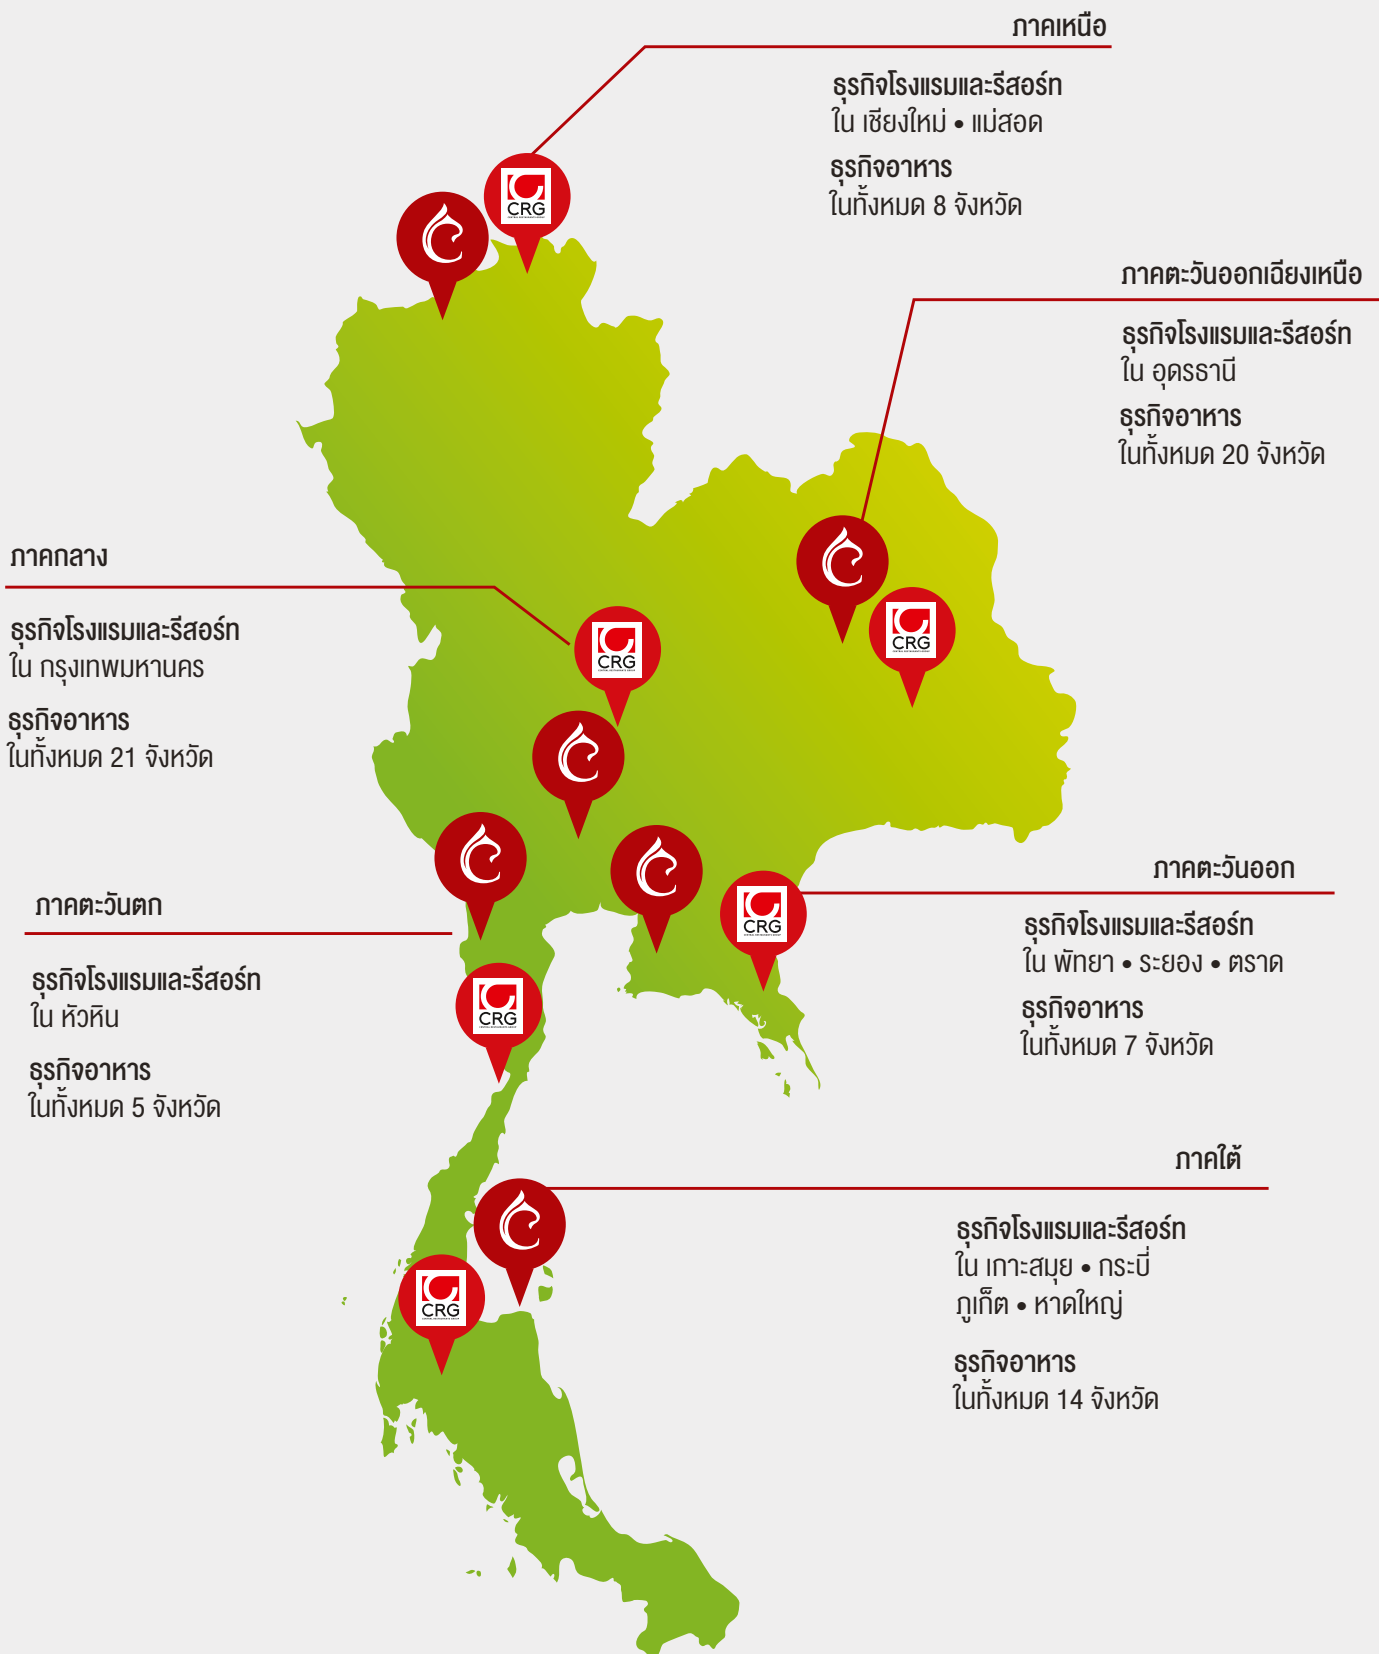 ภาคเหนือ
ธุรกิจโรงแรมและรีสอร์ท
ใน เชียงใหม่ • แม่สอด
ธุรกิจอาหาร
ในทั้งหมด 8 จังหวัด
CRG
ภาคตะวันออกเฉียงเหนือ
ธุรกิจโรงแรมและรีสอร์ท
ใน อุดรธานี
ธุรกิจอาหาร
ในทั้งหมด 20 จังหวัด
CRG
ภาคกลาง
ธุรกิจโรงแรมและรีสอร์ท
ใน กรุงเทพมหานคร
ธุรกิจอาหาร
ในทั้งหมด 21 จังหวัด
CRG
ภาคตะวันออก
ธุรกิจโรงแรมและรีสอร์ท
ใน พัทยา • ระยอง • ตราด
ธุรกิจอาหาร
ในทั้งหมด 7 จังหวัด
CRG
ภาคตะวันตก
ธุรกิจโรงแรมและรีสอร์ท
ใน หัวหิน
ธุรกิจอาหาร
ในทั้งหมด 5 จังหวัด
CRG
ภาคใต้
ธุรกิจโรงแรมและรีสอร์ท
ใน เกาะสมุย • กระบี่
ภูเก็ต • หาดใหญ่
ธุรกิจอาหาร
ในทั้งหมด 14 จังหวัด
CRG